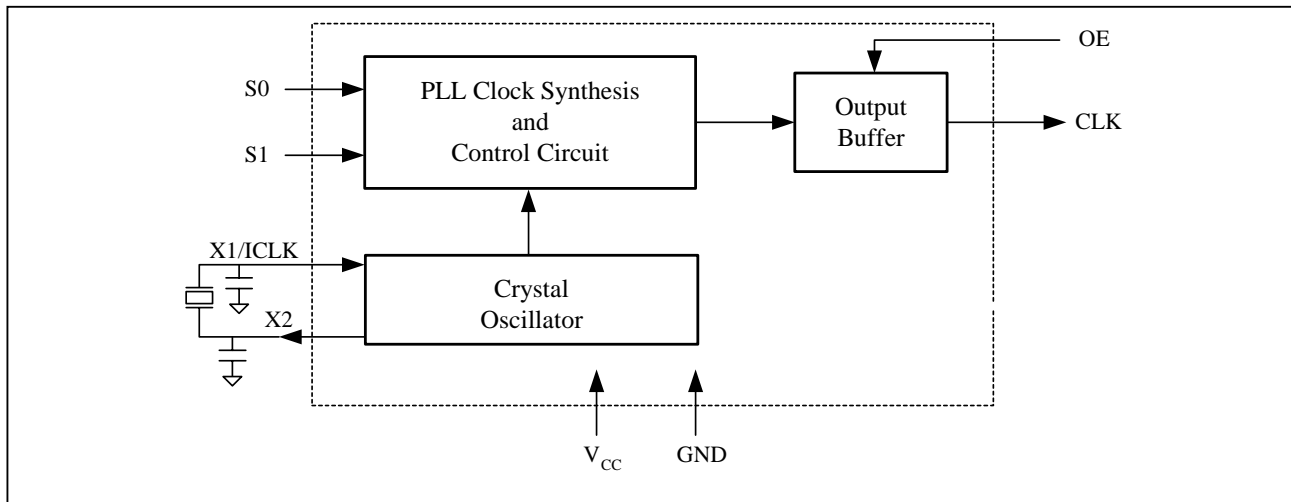 OE
S0
PLL Clock Synthesis
and
Control Circuit
Output
Buffer
CLK
S1
X1/ICLK
Crystal
Oscillator
X2
VCC
GND